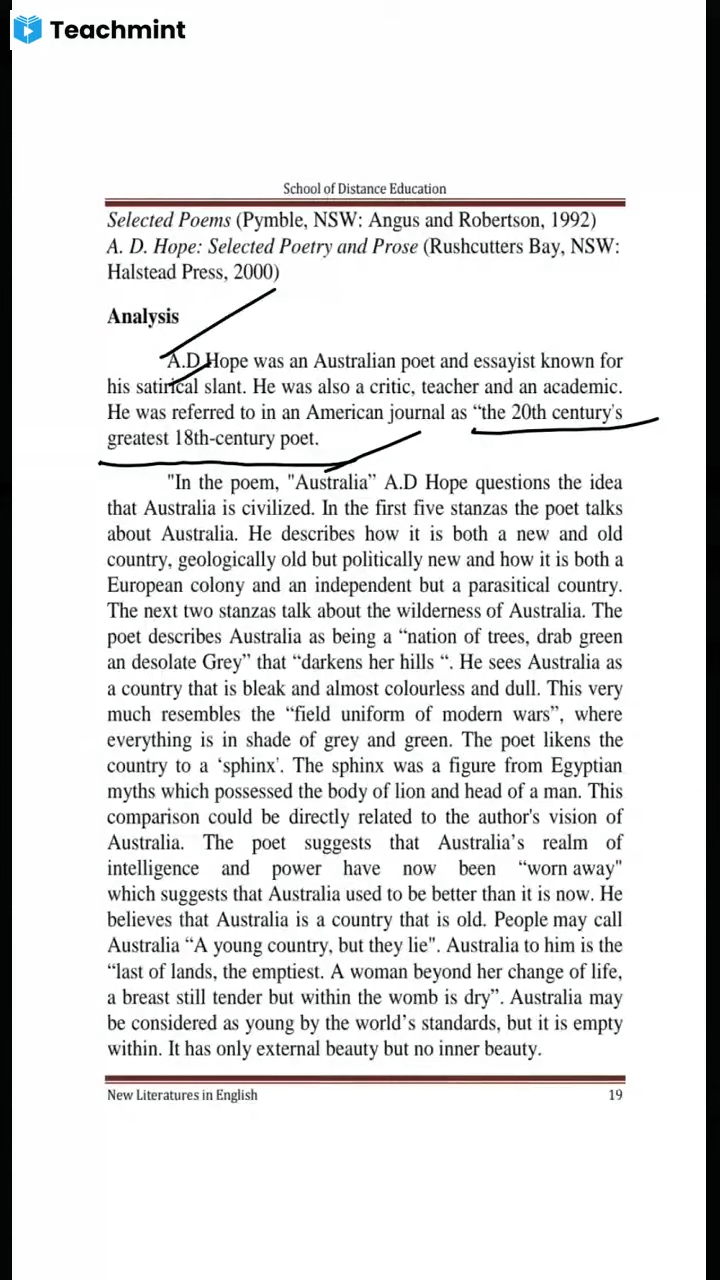 Teachmint
School of Distance Education
Selected Poems (Pymble, NSW: Angus and Robertson, 1992)
A. D. Hope: Selected Poetry and Prose (Rushcutters Bay, NSW:
Halstead Press, 2000)
Analysis
A.D Hope was an Australian poet and essayist known for
his satirical slant. He was also a critic, teacher and an academic.
He was referred to in an American journal as “the 20th century's
greatest 18th-century poet.
"In the poem, "Australia” A.D Hope questions the idea
that Australia is civilized. In the first five stanzas the poet talks
about Australia. He describes how it is both a new and old
country, geologically old but politically new and how it is both a
European colony and an independent but a parasitical country.
The next two stanzas talk about the wilderness of Australia. The
poet describes Australia as being a “nation of trees, drab green
an desolate Grey” that “darkens her hills “. He sees Australia as
a country that is bleak and almost colourless and dull. This very
much resembles the “field uniform of modern wars”, where
everything is in shade of grey and green. The poet likens the
country to a ‘sphinx'. The sphinx was a figure from Egyptian
myths which possessed the body of lion and head of a man. This
comparison could be directly related to the author's vision of
Australia. The poet suggests that Australia’s realm of
intelligence and power have now been “worn away"
which suggests that Australia used to be better than it is now. He
believes that Australia is a country that is old. People may call
Australia “A young country, but they lie". Australia to him is the
“last of lands, the emptiest. A woman beyond her change of life,
a breast still tender but within the womb is dry”. Australia may
be considered as young by the world’s standards, but it is empty
within. It has only external beauty but no inner beauty.
New Literatures in English 19